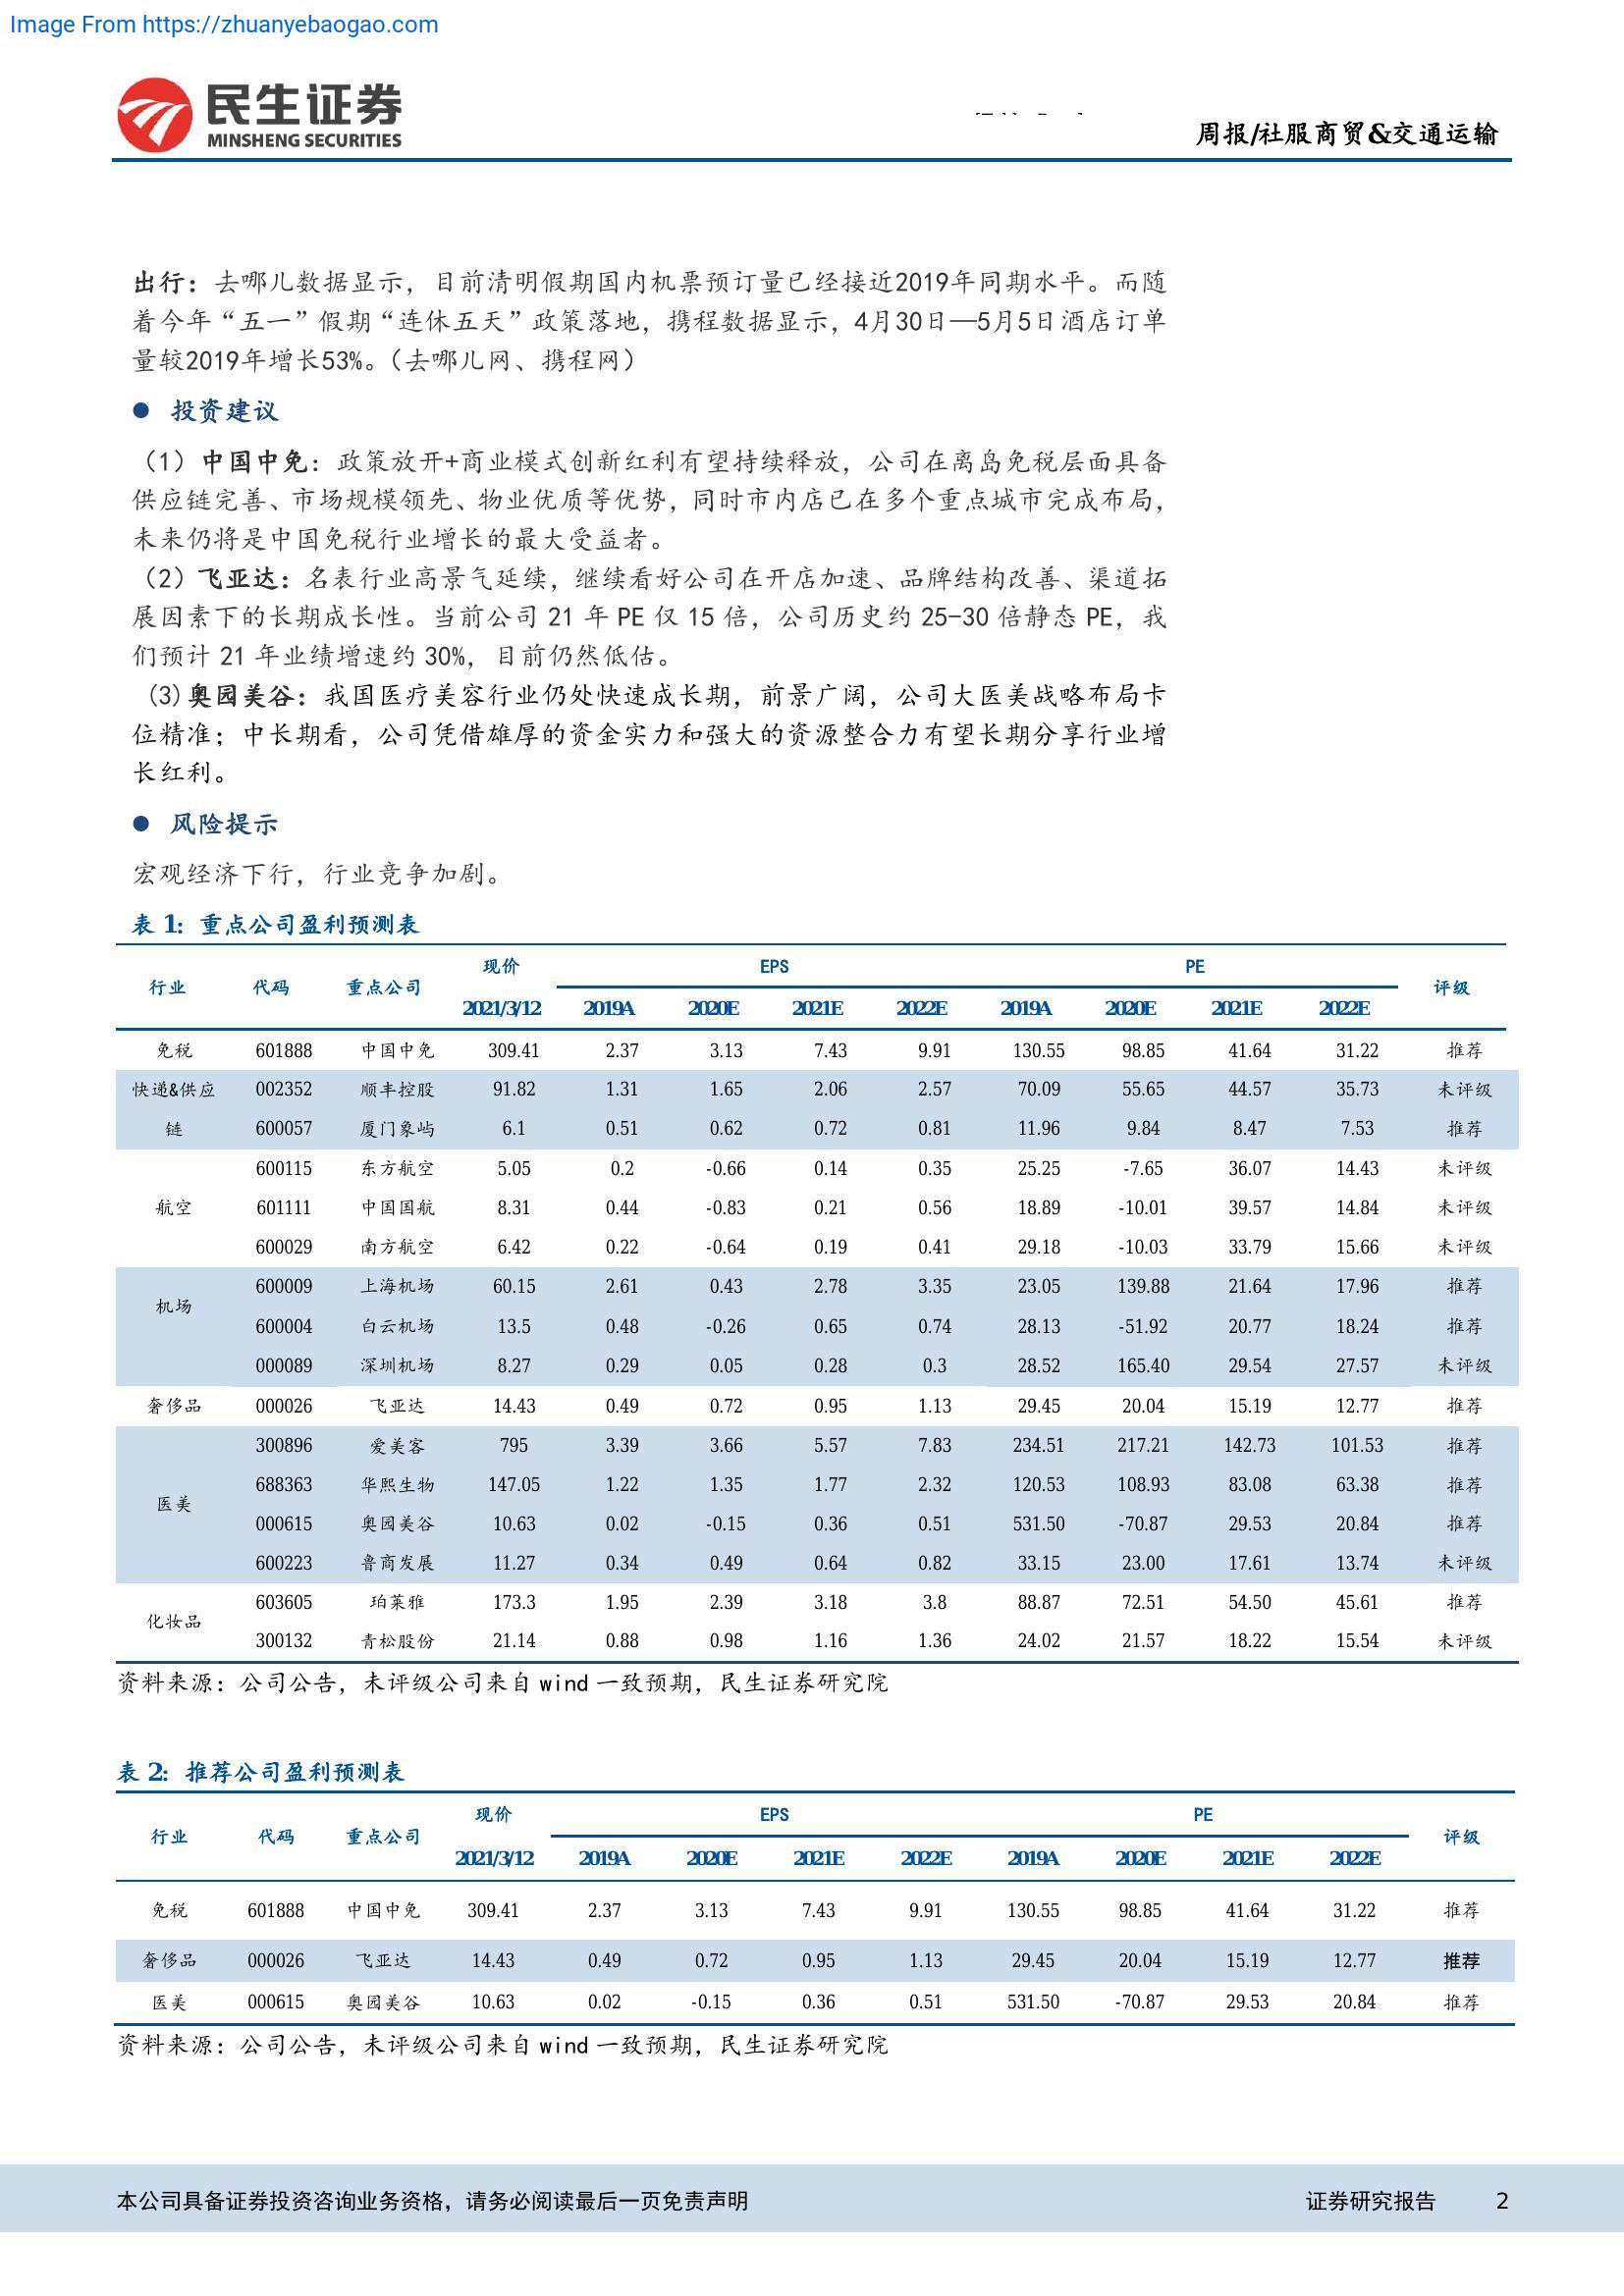 Image From https://zhuanyebaogao.com
民生证券
MINSHENG SECURITIES
周报/社服商贸&交通运输
出行：去哪儿数据显示，目前清明假期国内机票预订量已经接近2019年同期水平。而随
着今年“五一”假期“连休五天”政策落地，携程数据显示，4月30日—5月5日酒店订单
量较2019年增长53%。（去哪儿网、携程网）
● 投资建议
（1）中国中免：政策放开+商业模式创新红利有望持续释放，公司在离岛免税层面具备
供应链完善、市场规模领先、物业优质等优势，同时市内店已在多个重点城市完成布局，
未来仍将是中国免税行业增长的最大受益者。
（2）飞亚达：名表行业高景气延续，继续看好公司在开店加速、品牌结构改善、渠道拓
展因素下的长期成长性。当前公司 21 年 PE 仅 15 倍，公司历史约 25-30 倍静态 PE，我
们预计 21 年业绩增速约 30%，目前仍然低估。
（3）奥园美谷：我国医疗美容行业仍处快速成长期，前景广阔，公司大医美战略布局卡
位精准；中长期看，公司凭借雄厚的资金实力和强大的资源整合力有望长期分享行业增
长红利。
● 风险提示
宏观经济下行，行业竞争加剧。
表 1：重点公司盈利预测表
行业 代码 重点公司 现价 EPS PE 评级
2021/3/12 2019A 2020E 2021E 2022E 2019A 2020E 2021E 2022E
免税 601888 中国中免 309.41 2.37 3.13 7.43 9.91 130.55 98.85 41.64 31.22 推荐
快递&供应 002352 顺丰控股 91.82 1.31 1.65 2.06 2.57 70.09 55.65 44.57 35.73 未评级
链 600057 厦门象屿 6.1 0.51 0.62 0.72 0.81 11.96 9.84 8.47 7.53 推荐
600115 东方航空 5.05 0.2 -0.66 0.14 0.35 25.25 -7.65 36.07 14.43 未评级
航空 601111 中国国航 8.31 0.44 -0.83 0.21 0.56 18.89 -10.01 39.57 14.84 未评级
600029 南方航空 6.42 0.22 -0.64 0.19 0.41 29.18 -10.03 33.79 15.66 未评级
机场 600009 上海机场 60.15 2.61 0.43 2.78 3.35 23.05 139.88 21.64 17.96 推荐
600004 白云机场 13.5 0.48 -0.26 0.65 0.74 28.13 -51.92 20.77 18.24 推荐
000089 深圳机场 8.27 0.29 0.05 0.28 0.3 28.52 165.40 29.54 27.57 未评级
奢侈品 000026 飞亚达 14.43 0.49 0.72 0.95 1.13 29.45 20.04 15.19 12.77 推荐
医美 300896 爱美客 795 3.39 3.66 5.57 7.83 234.51 217.21 142.73 101.53 推荐
688363 华熙生物 147.05 1.22 1.35 1.77 2.32 120.53 108.93 83.08 63.38 推荐
000615 奥园美谷 10.63 0.02 -0.15 0.36 0.51 531.50 -70.87 29.53 20.84 推荐
600223 鲁商发展 11.27 0.34 0.49 0.64 0.82 33.15 23.00 17.61 13.74 未评级
化妆品 603605 珀莱雅 173.3 1.95 2.39 3.18 3.8 88.87 72.51 54.50 45.61 推荐
300132 青松股份 21.14 0.88 0.98 1.16 1.36 24.02 21.57 18.22 15.54 未评级
资料来源：公司公告，未评级公司来自 wind 一致预期，民生证券研究院
表 2：推荐公司盈利预测表
行业 代码 重点公司 现价 EPS PE 评级
2021/3/12 2019A 2020E 2021E 2022E 2019A 2020E 2021E 2022E
免税 601888 中国中免 309.41 2.37 3.13 7.43 9.91 130.55 98.85 41.64 31.22 推荐
奢侈品 000026 飞亚达 14.43 0.49 0.72 0.95 1.13 29.45 20.04 15.19 12.77 推荐
医美 000615 奥园美谷 10.63 0.02 -0.15 0.36 0.51 531.50 -70.87 29.53 20.84 推荐
资料来源：公司公告，未评级公司来自 wind 一致预期，民生证券研究院
本公司具备证券投资咨询业务资格，请务必阅读最后一页免责声明 证券研究报告 2